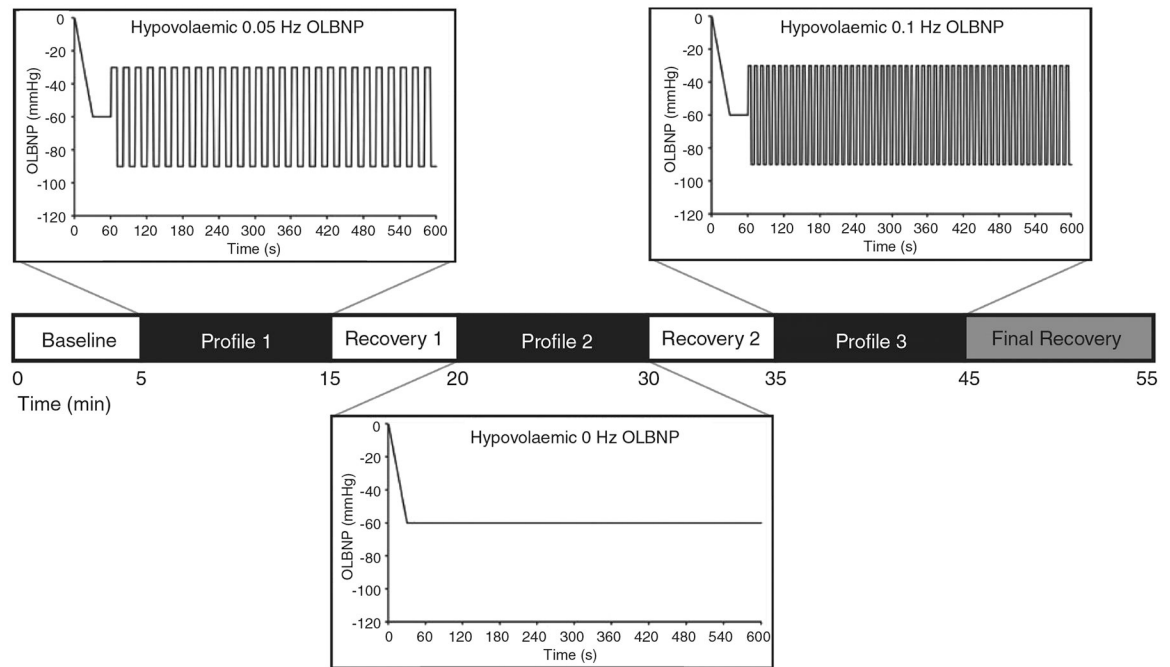 Hypovolaemic 0.05 Hz OLBNP
OLBNP (mmHg)
0
-20
-40
-60
-80
-100
-120
0 60 120 180 240 300 360 420 480 540 600
Time (s)
Hypovolaemic 0.1 Hz OLBNP
OLBNP (mmHg)
0
-20
-40
-60
-80
-100
-120
0 60 120 180 240 300 360 420 480 540 600
Time (s)
Baseline Profile 1 Recovery 1 Profile 2 Recovery 2 Profile 3 Final Recovery
0 5 15 20 30 35 45 55
Time (min)
Hypovolaemic 0 Hz OLBNP
OLBNP (mmHg)
0
-20
-40
-60
-80
-100
-120
0 60 120 180 240 300 360 420 480 540 600
Time (s)